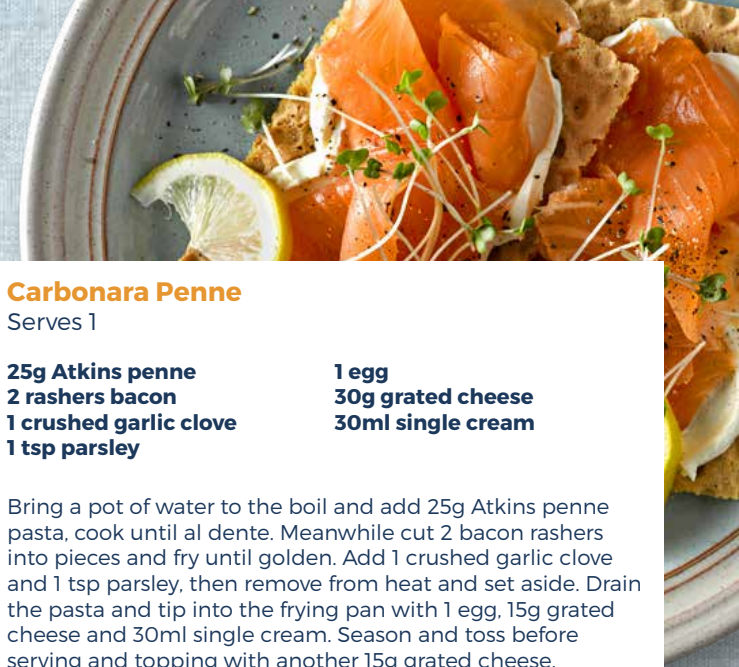 Carbonara Penne
Serves 1
25g Atkins penne
2 rashers bacon
1 crushed garlic clove
1 tsp parsley
1 egg
30g grated cheese
30ml single cream
Bring a pot of water to the boil and add 25g Atkins penne
pasta, cook until al dente. Meanwhile cut 2 bacon rashers
into pieces and fry until golden. Add 1 crushed garlic clove
and 1 tsp parsley, then remove from heat and set aside. Drain
the pasta and tip into the frying pan with 1 egg, 15g grated
cheese and 30ml single cream. Season and toss before
serving and topping with another 15g grated cheese.